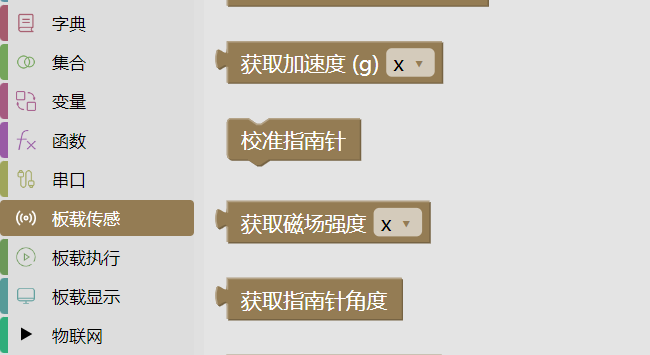 字典
集合
变量
函数
串口
板载传感
板载执行
板载显示
物联网
获取加速度 (g) x
校准指南针
获取磁场强度 x
获取指南针角度